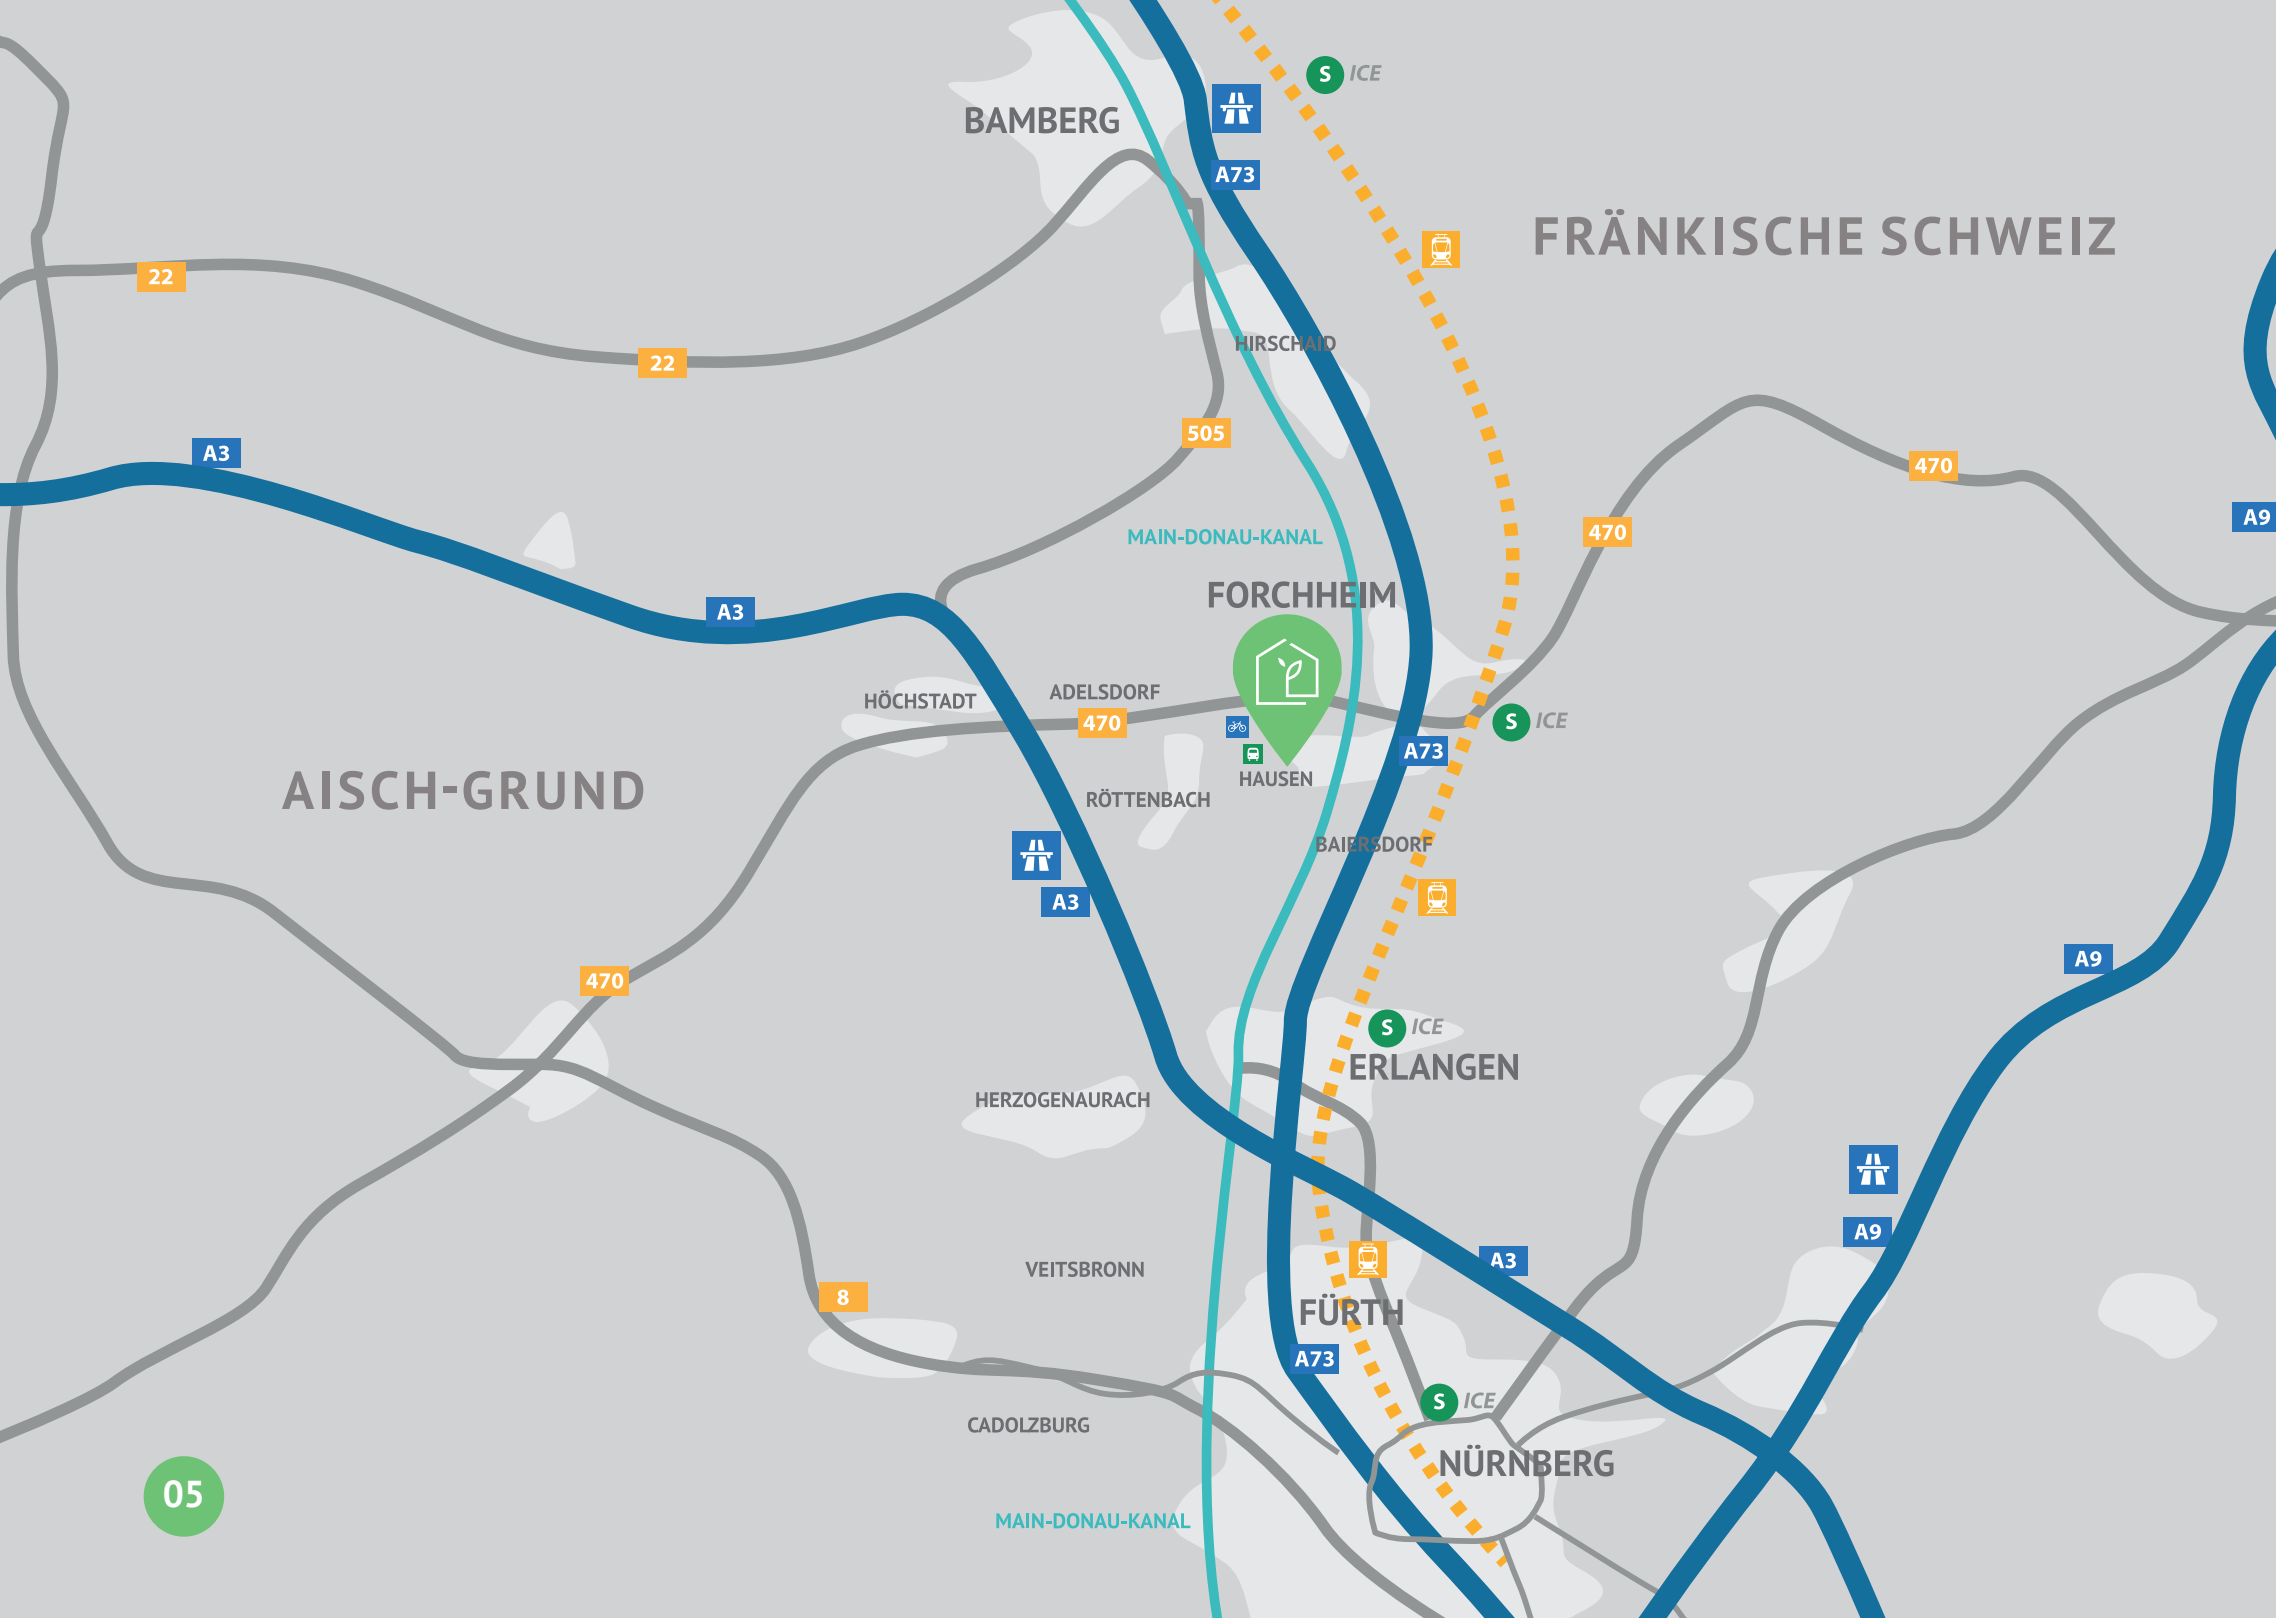 S ICE
BAMBERG
A73
FRÄNKISCHE SCHWEIZ
22
HIRSCHAID
22
505
A3
470
A9
470
MAIN-DONAU-KANAL
FORCHHEIM
A3
ADELSDORF
HÖCHSTADT
470
S ICE
A73
HAUSEN
AISCH-GRUND
RÖTTENBACH
BAIERSDORF
A3
A9
470
S ICE
ERLANGEN
HERZOGENAURACH
A9
A3
VEITSBRONN
8
FÜRTH
A73
S ICE
CADOLZBURG
NÜRNBERG
05
MAIN-DONAU-KANAL